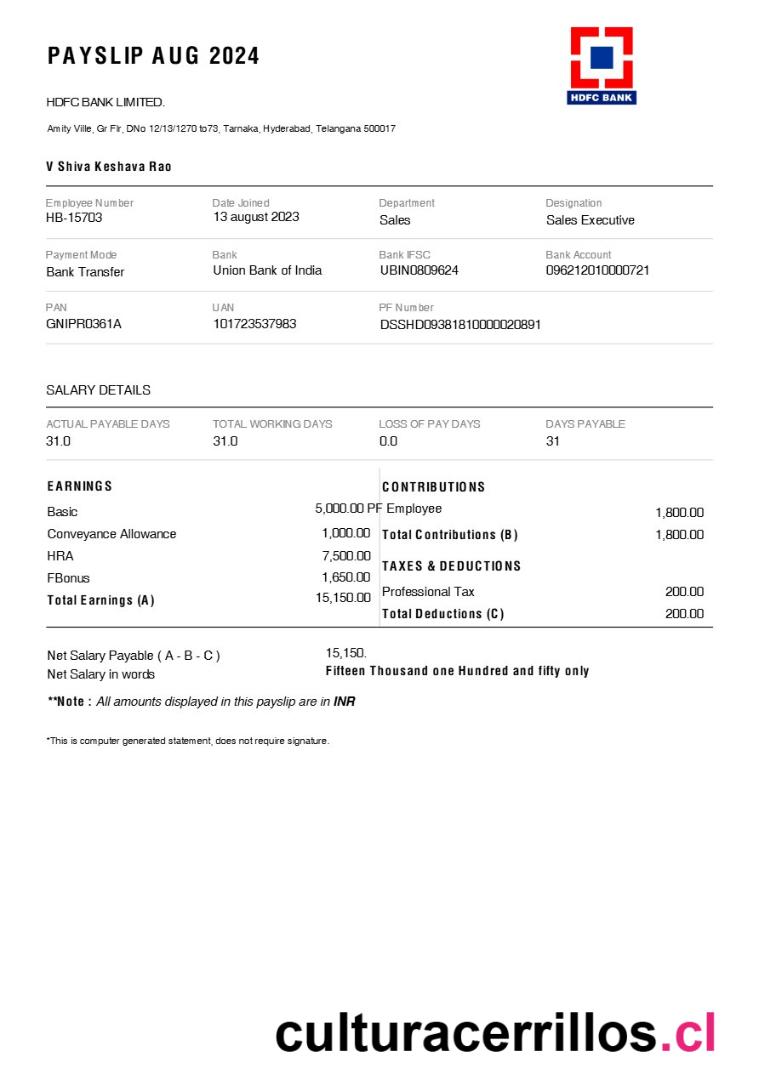 PAYSLIP AUG 2024
HDFC BANK
HDFC BANK LIMITED.
Amity Ville, Gr Flr, DNo 12/13/1270 to73, Tarnaka, Hyderabad, Telangana 500017
V Shiva Keshava Rao
Employee Number Date Joined Department Designation
HB-15703 13 august 2023 Sales Sales Executive
Payment Mode Bank Bank IFSC Bank Account
Bank Transfer Union Bank of India UBIN0809624 096212010000721
PAN UAN PF Number
GNIPR0361A 101723537983 DSSHD09381810000020891
SALARY DETAILS
ACTUAL PAYABLE DAYS TOTAL WORKING DAYS LOSS OF PAY DAYS DAYS PAYABLE
31.0 31.0 0.0 31
EARNINGS CONTRIBUTIONS
Basic 5,000.00 PF Employee 1,800.00
Conveyance Allowance 1,000.00 Total Contributions (B) 1,800.00
HRA 7,500.00
TAXES & DEDUCTIONS
FBonus 1,650.00
Professional Tax 200.00
Total Earnings (A) 15,150.00
Total Deductions (C) 200.00
Net Salary Payable ( A - B - C ) 15,150.
Net Salary in words Fifteen Thousand one Hundred and fifty only
**Note : All amounts displayed in this payslip are in INR
*This is computer generated statement, does not require signature.
culturacerrillos.cl